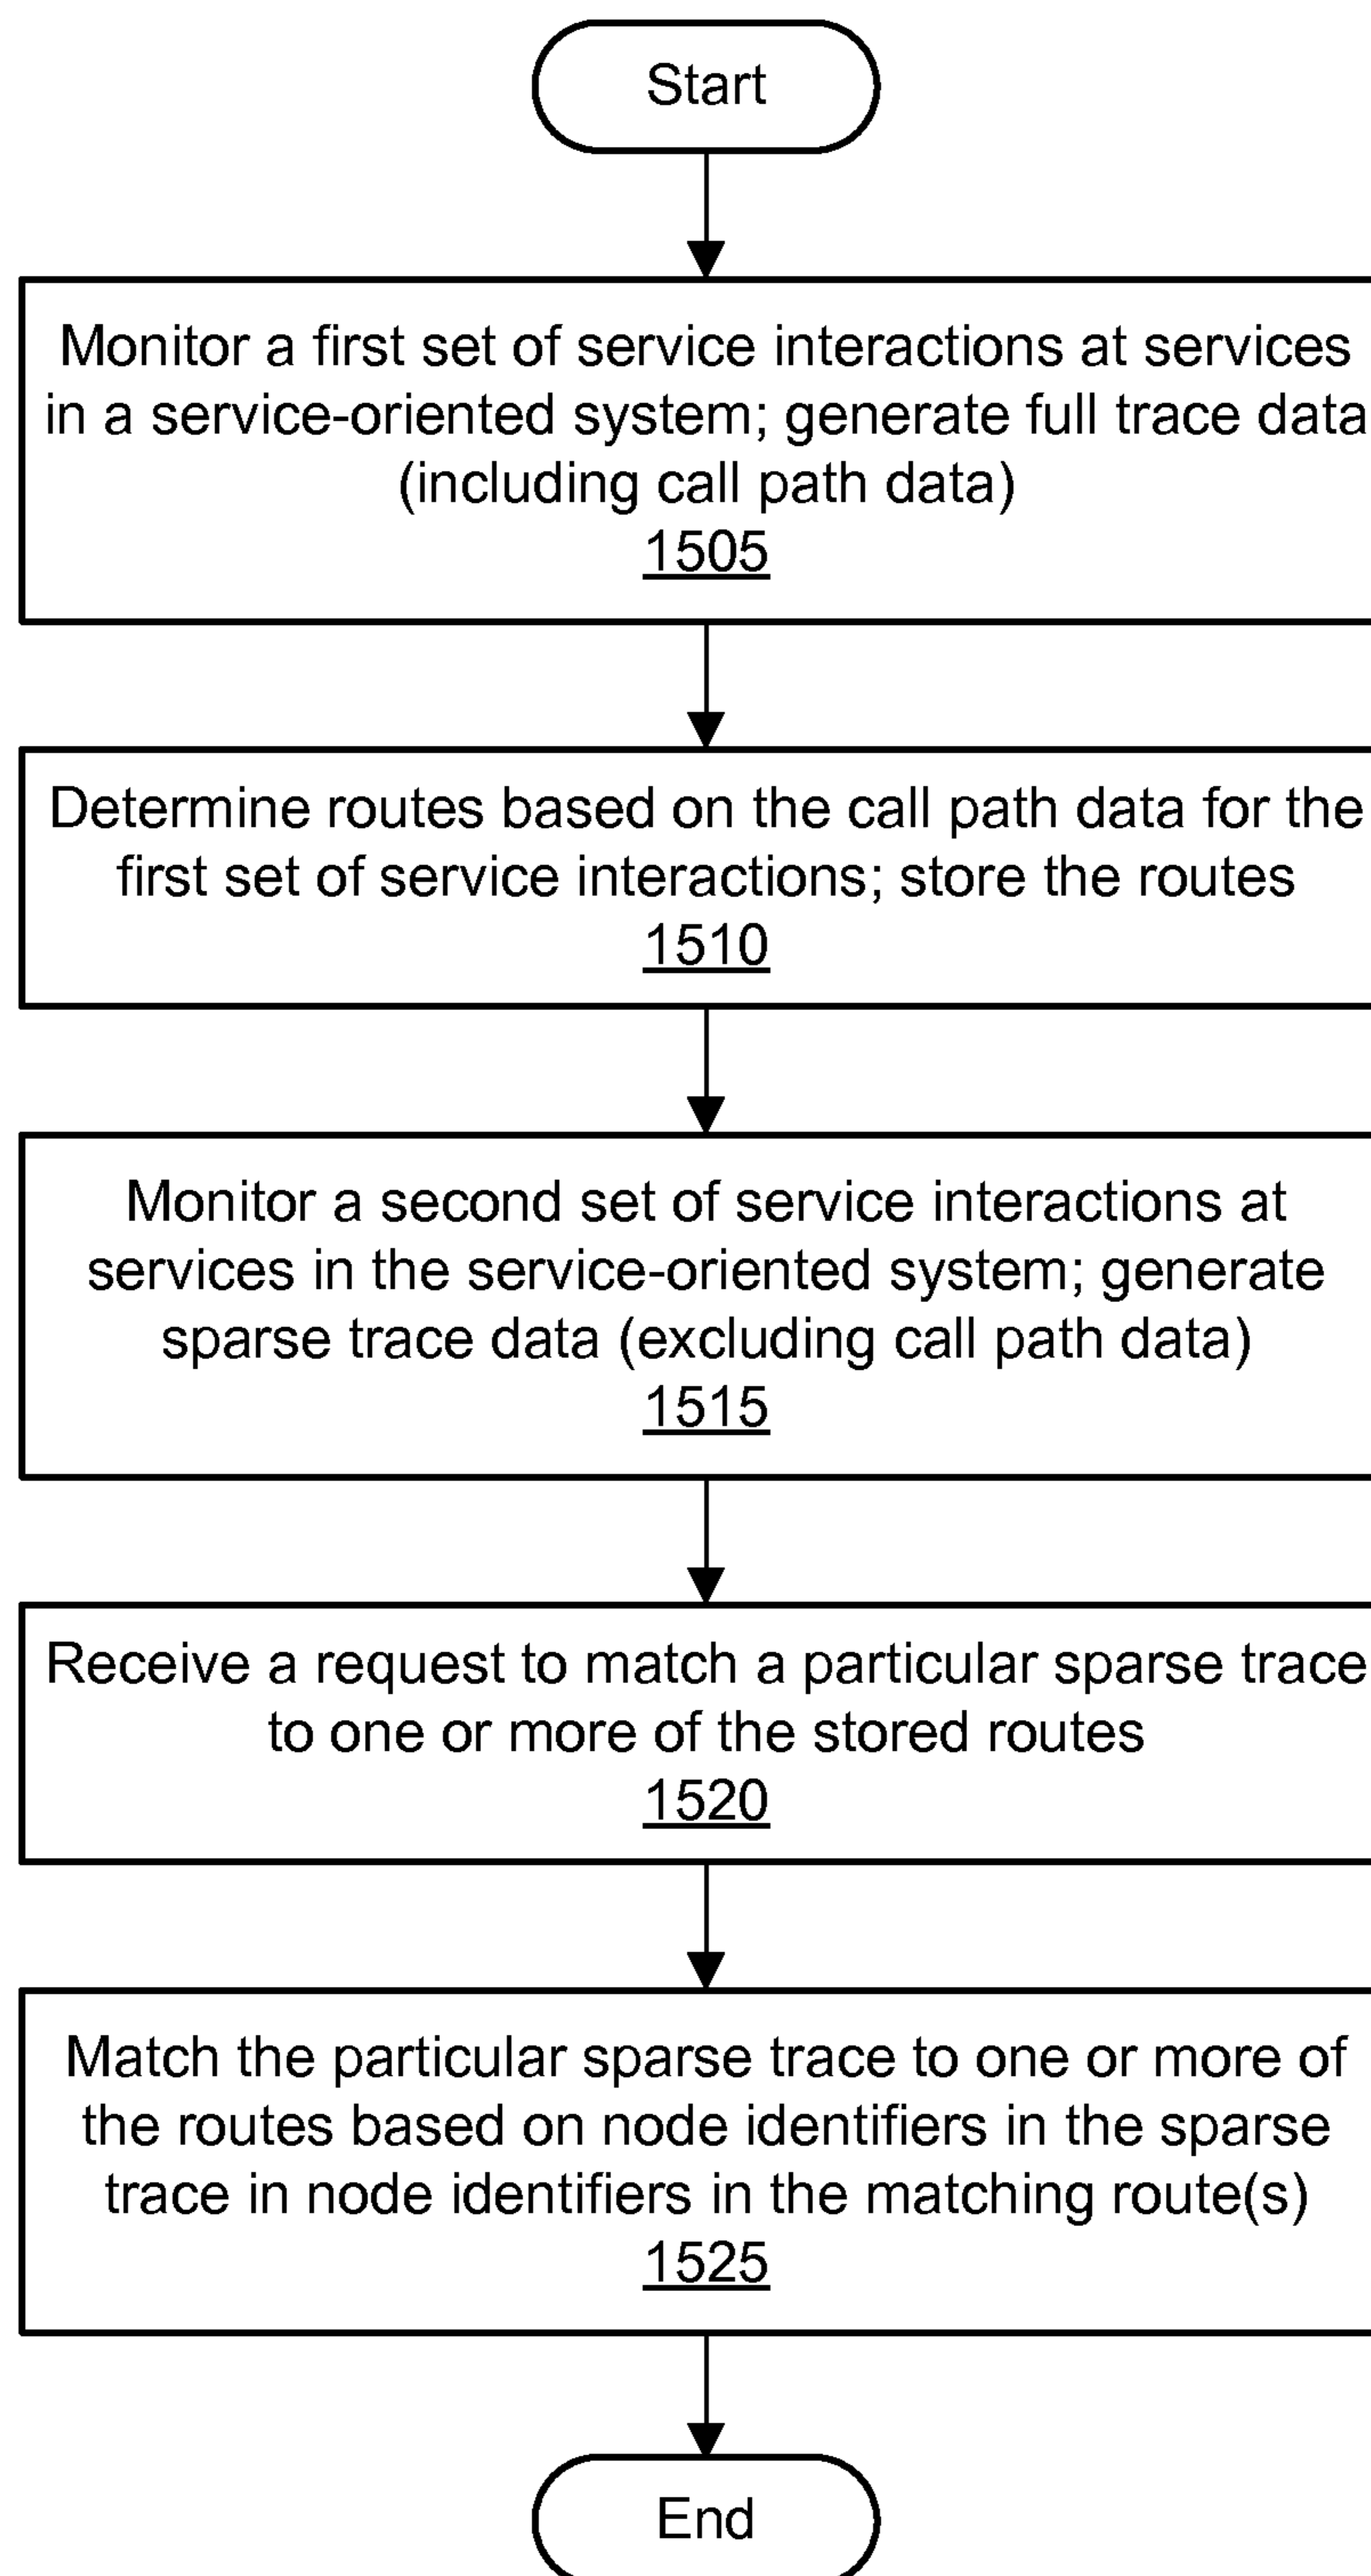 Start
Monitor a first set of service interactions at services
in a service-oriented system; generate full trace data
(including call path data)
1505
Determine routes based on the call path data for the
first set of service interactions; store the routes
1510
Monitor a second set of service interactions at
services in the service-oriented system; generate
sparse trace data (excluding call path data)
1515
Receive a request to match a particular sparse trace
to one or more of the stored routes
1520
Match the particular sparse trace to one or more of
the routes based on node identifiers in the sparse
trace in node identifiers in the matching route(s)
1525
End